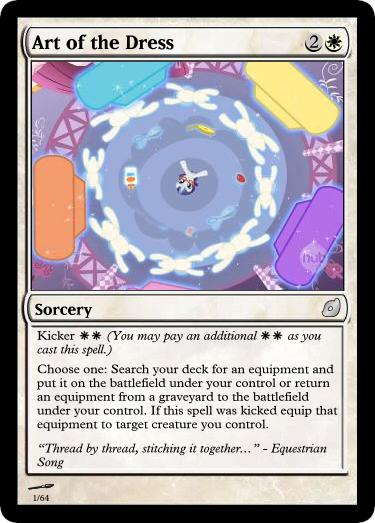 Art of the Dress 2
hub
Sorcery
Kicker (You may pay an additional as you
cast this spell.)
Choose one: Search your deck for an equipment and
put it on the battlefield under your control or return
an equipment from a graveyard to the battlefield
under your control. If this spell was kicked equip that
equipment to target creature you control.
“Thread by thread, stitching it together...” - Equestrian
Song
1/64